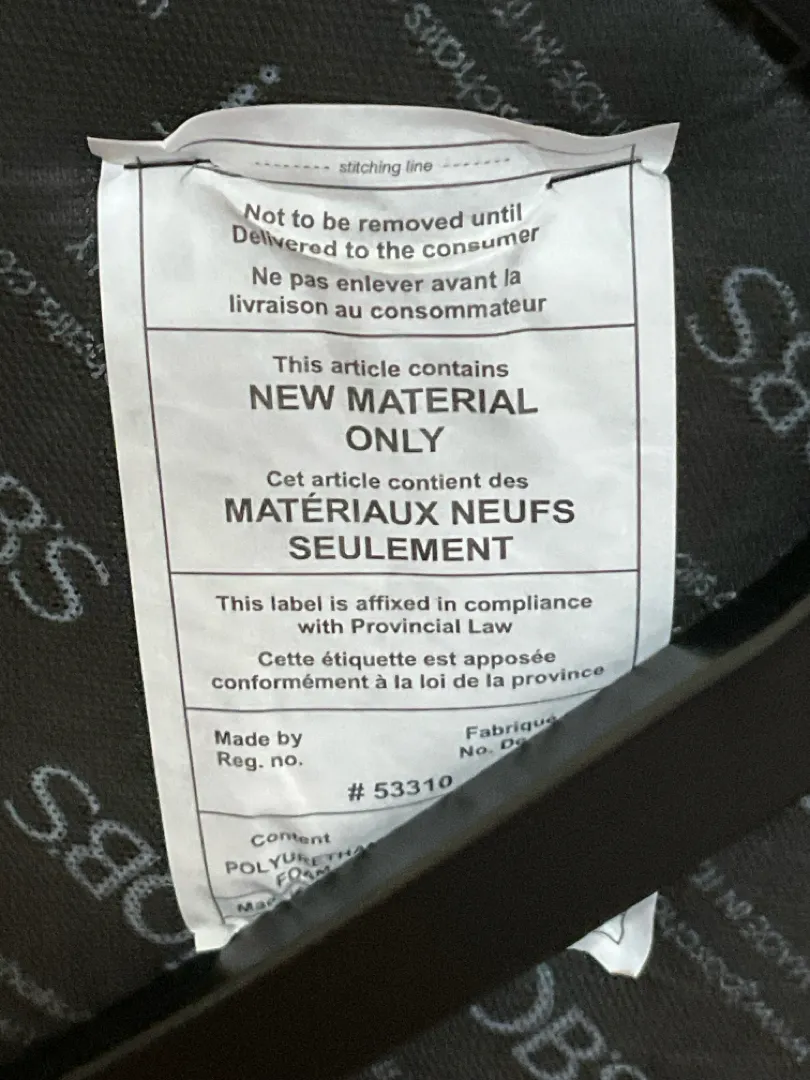 stitching line
Not to be removed until
Delivered to the consumer
Ne pas enlever avant la
livraison au consommateur
This article contains
NEW MATERIAL
ONLY
Cet article contient des
MATÉRIAUX NEUFS
SEULEMENT
This label is affixed in compliance
with Provincial Law
Cette étiquette est apposée
conformément à la loi de la province
Made by
Reg. no.
Fabriqué
No.
# 53310
Content
FOAM